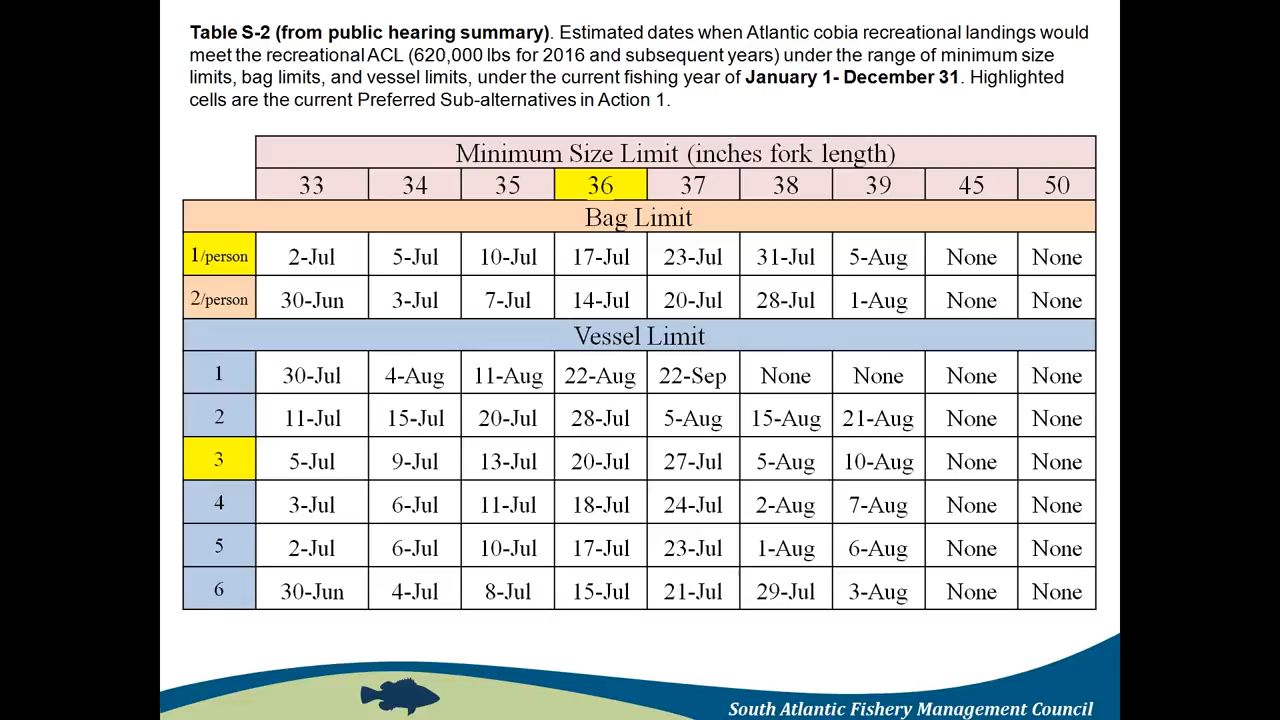 Table S-2 (from public hearing summary). Estimated dates when Atlantic cobia recreational landings would
meet the recreational ACL (620,000 lbs for 2016 and subsequent years) under the range of minimum size
limits, bag limits, and vessel limits, under the current fishing year of January 1- December 31. Highlighted
cells are the current Preferred Sub-alternatives in Action 1.
Minimum Size Limit (inches fork length)
33 34 35 36 37 38 39 45 50
Bag Limit
1/person 2-Jul 5-Jul 10-Jul 17-Jul 23-Jul 31-Jul 5-Aug None None
2/person 30-Jun 3-Jul 7-Jul 14-Jul 20-Jul 28-Jul 1-Aug None None
Vessel Limit
1 30-Jul 4-Aug 11-Aug 22-Aug 22-Sep None None None None
2 11-Jul 15-Jul 20-Jul 28-Jul 5-Aug 15-Aug 21-Aug None None
3 5-Jul 9-Jul 13-Jul 20-Jul 27-Jul 5-Aug 10-Aug None None
4 3-Jul 6-Jul 11-Jul 18-Jul 24-Jul 2-Aug 7-Aug None None
5 2-Jul 6-Jul 10-Jul 17-Jul 23-Jul 1-Aug 6-Aug None None
6 30-Jun 4-Jul 8-Jul 15-Jul 21-Jul 29-Jul 3-Aug None None
South Atlantic Fishery Management Council